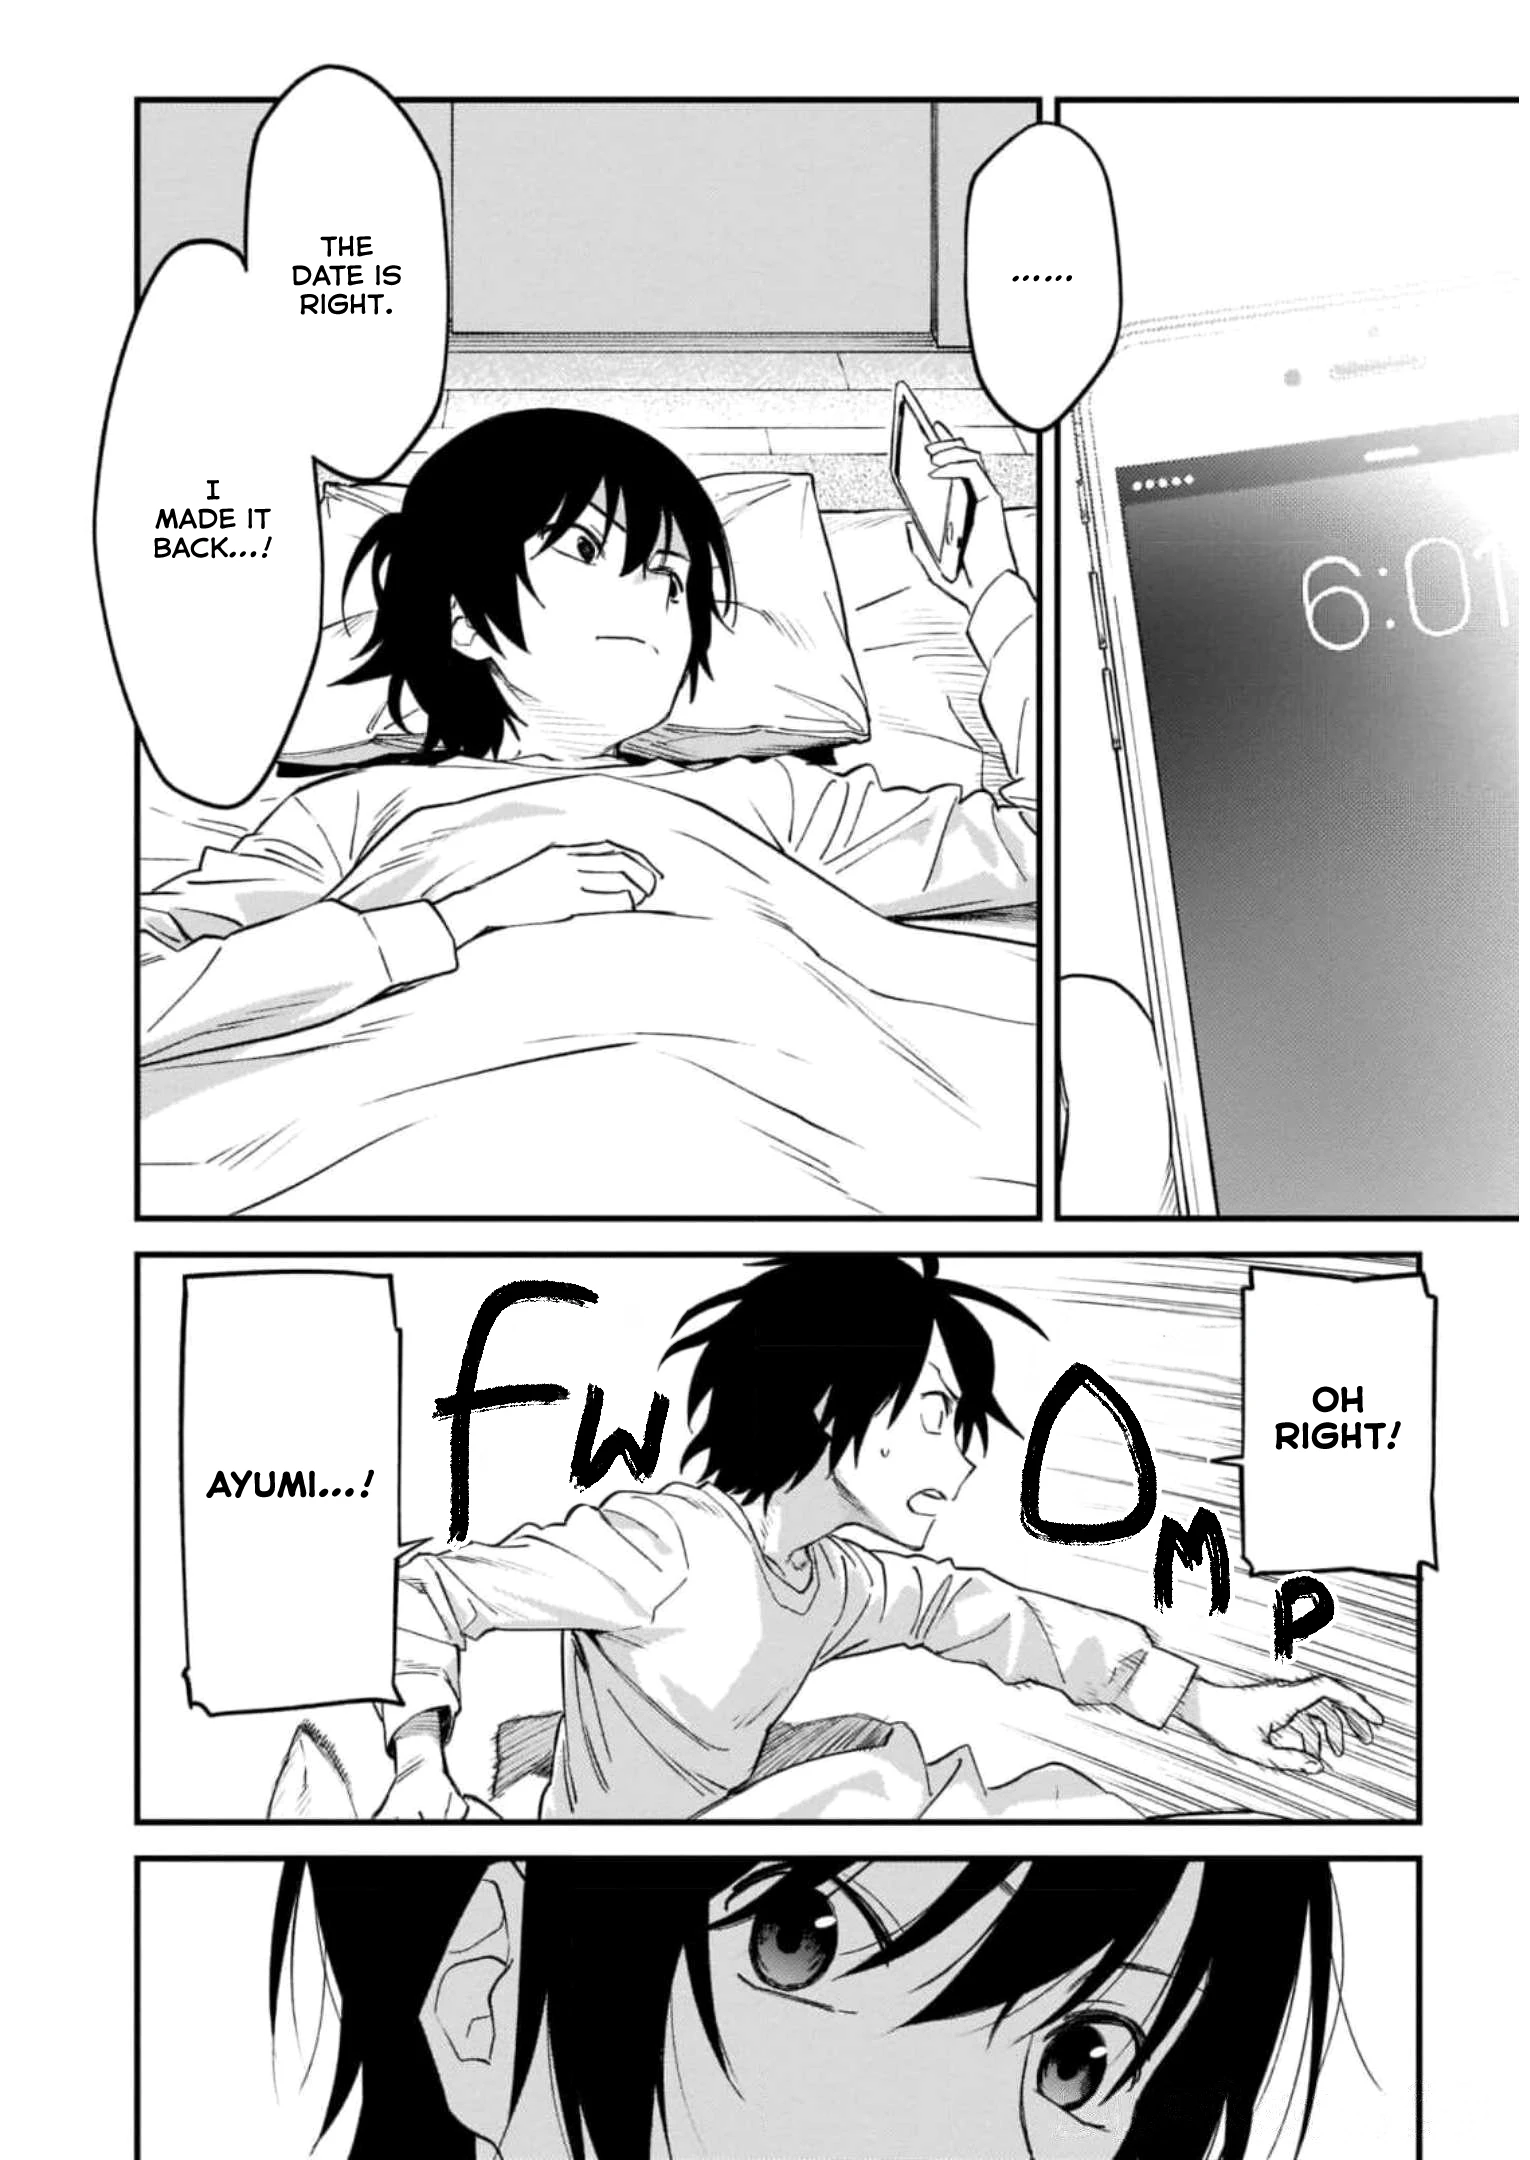 6:01
......
THE
DATE IS
RIGHT.
I
MADE IT
BACK...!
OH
RIGHT!
FWOMP
AYUMI...!